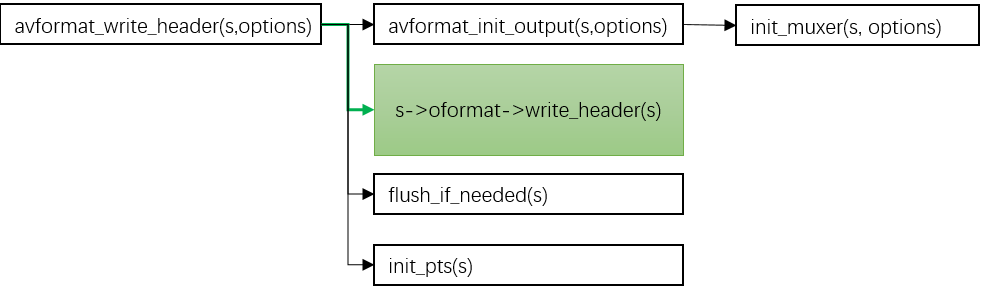 avformat_write_header(s,options)
avformat_init_output(s,options)
init_muxer(s, options)
s->oformat->write_header(s)
flush_if_needed(s)
init_pts(s)